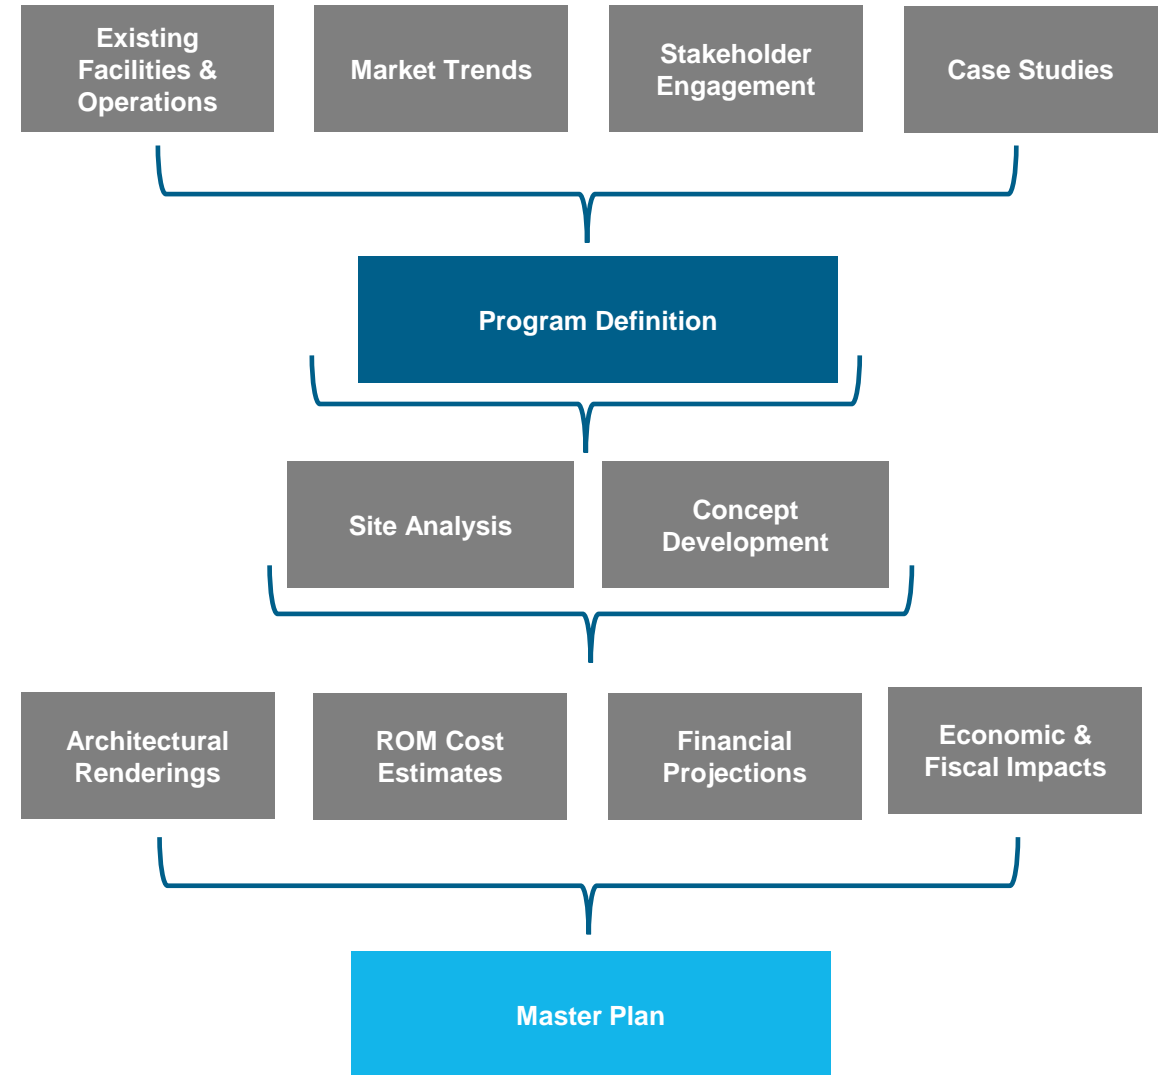 Existing
Facilities &
Operations
Market Trends
Stakeholder
Engagement
Case Studies
Program Definition
Site Analysis
Concept
Development
Architectural
Renderings
ROM Cost
Estimates
Financial
Projections
Economic &
Fiscal Impacts
Master Plan